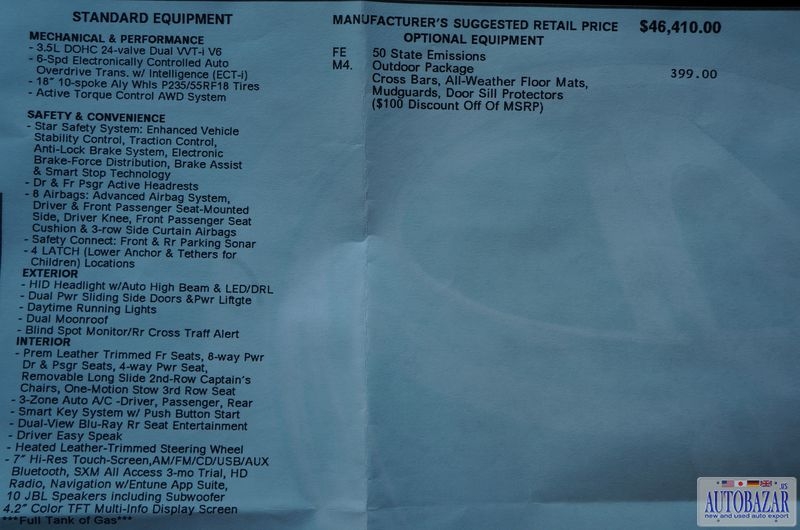 STANDARD EQUIPMENT
MECHANICAL & PERFORMANCE
- 3.5L DOHC 24-valve Dual VVT-i V6
- 6-Spd Electronically Controlled Auto
Overdrive Trans. w/ Intelligence (ECT-i)
- 18" 10-spoke Aly Whls P235/55RF18 Tires
- Active Torque Control AWD System
SAFETY & CONVENIENCE
- Star Safety System: Enhanced Vehicle
Stability Control, Traction Control,
Anti-Lock Brake System, Electronic
Brake-Force Distribution, Brake Assist
& Smart Stop Technology
- Dr & Fr Psgr Active Headrests
- 8 Airbags: Advanced Airbag System,
Driver & Front Passenger Seat-Mounted
Side, Driver Knee, Front Passenger Seat
Cushion & 3-row Side Curtain Airbags
- Safety Connect: Front & Rr Parking Sonar
- 4 LATCH (Lower Anchor & Tethers for
Children) Locations
EXTERIOR
- HID Headlight w/Auto High Beam & LED/DRL
- Dual Pwr Sliding Side Doors &Pwr Liftgte
- Daytime Running Lights
- Dual Moonroof
- Blind Spot Monitor/Rr Cross Traff Alert
INTERIOR
- Prem Leather Trimmed Fr Seats, 8-way Pwr
Dr & Psgr Seats, 4-way Pwr Seat,
Removable Long Slide 2nd-Row Captain's
Chairs, One-Motion Stow 3rd Row Seat
- 3-Zone Auto A/C -Driver, Passenger, Rear
- Smart Key System w/ Push Button Start
- Dual-View Blu-Ray Rr Seat Entertainment
- Driver Easy Speak
- Heated Leather-Trimmed Steering Wheel
- 7" Hi-Res Touch-Screen,AM/FM/CD/USB/AUX
Bluetooth, SXM All Access 3-mo Trial, HD
Radio, Navigation w/Entune App Suite,
10 JBL Speakers including Subwoofer
4.2" Color TFT Multi-Info Display Screen
***Full Tank of Gas***
MANUFACTURER'S SUGGESTED RETAIL PRICE $46,410.00
OPTIONAL EQUIPMENT
FE 50 State Emissions
M4. Outdoor Package 399.00
Cross Bars, All-Weather Floor Mats,
Mudguards, Door Sill Protectors
($100 Discount Off Of MSRP)
AUTOBAZAR.us
new and used auto export